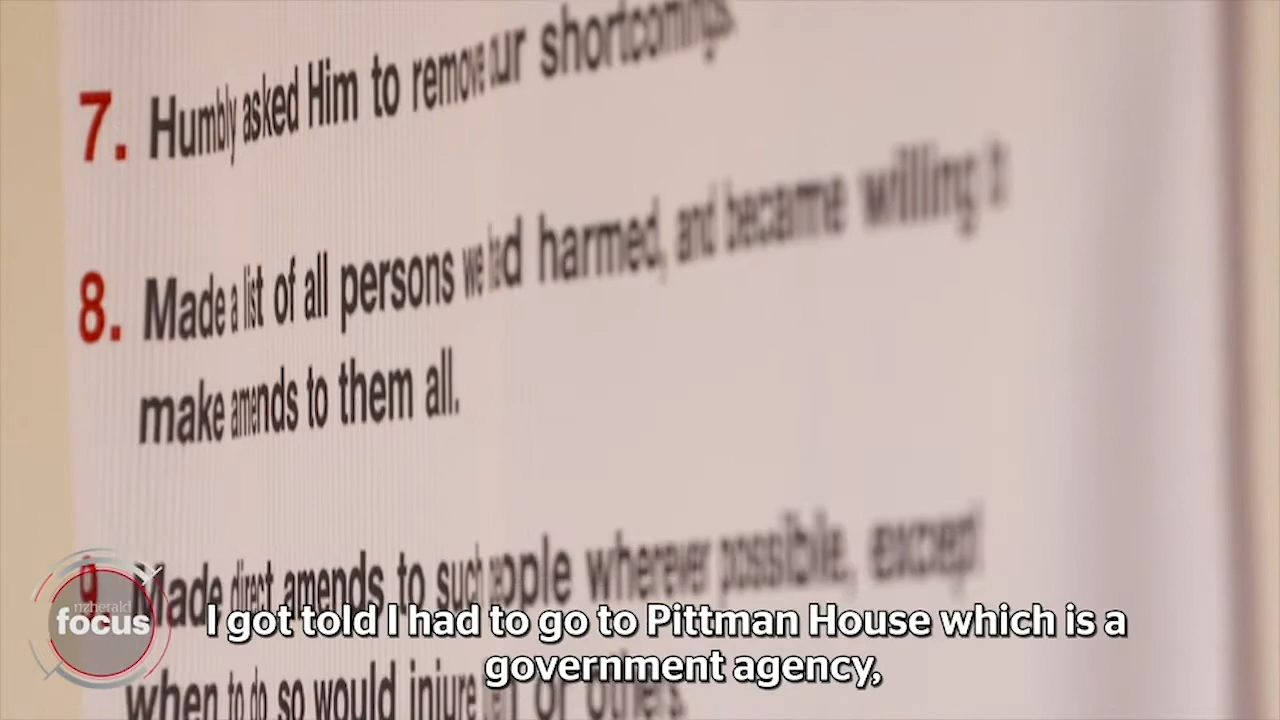 7. Humbly asked Him to remove our shortcomings.
8. Made a list of all persons we had harmed, and became willing
make amends to them all.
9 Made direct amends to such people wherever possible, except
when to do so would injure or others.
nzherald
focus
I got told I had to go to Pittman House which is a
government agency,